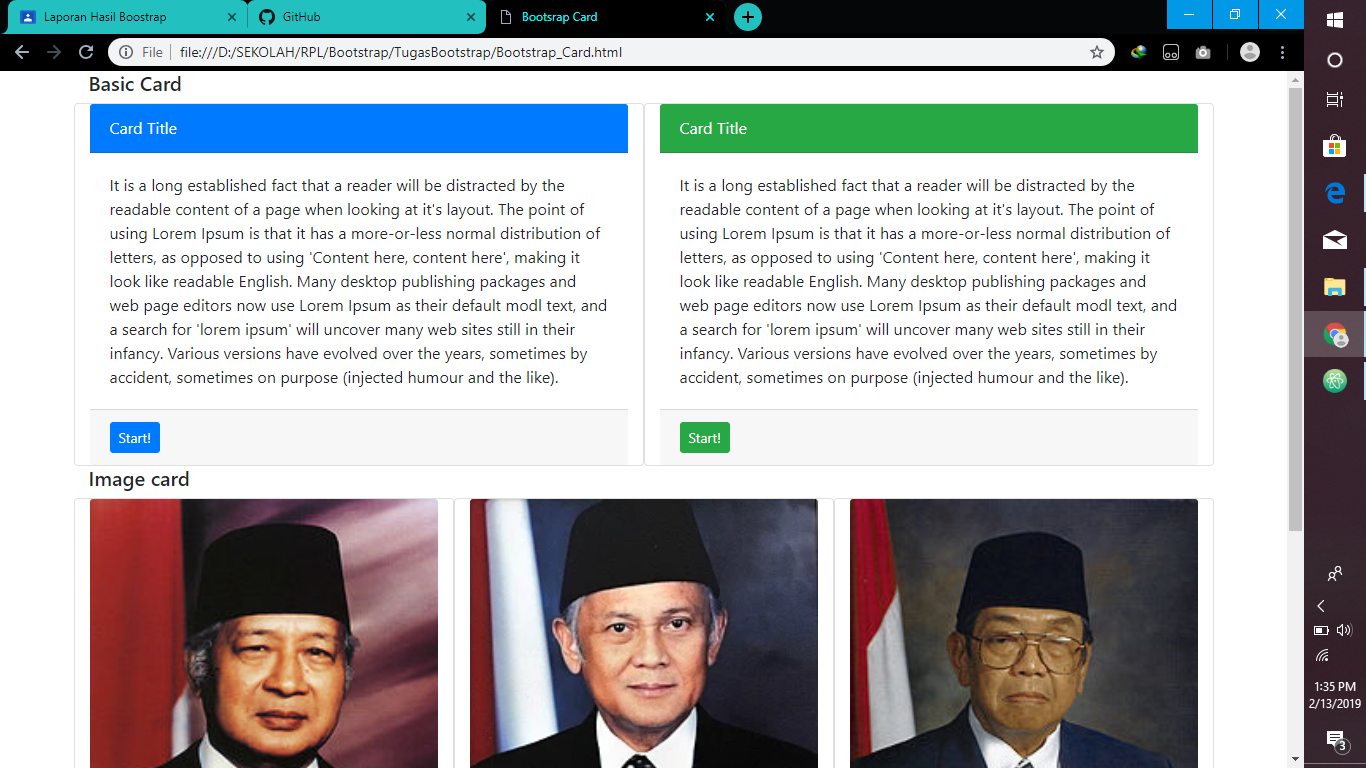 Laporan Hasil Boostrap
GitHub
Bootsrap Card
File
file:///D:/SEKOLAH/RPL/Bootstrap/TugasBootstrap/Bootstrap_Card.html
Basic Card
Card Title
It is a long established fact that a reader will be distracted by the
readable content of a page when looking at it's layout. The point of
using Lorem Ipsum is that it has a more-or-less normal distribution of
letters, as opposed to using 'Content here, content here', making it
look like readable English. Many desktop publishing packages and
web page editors now use Lorem Ipsum as their default modl text, and
a search for 'lorem ipsum' will uncover many web sites still in their
infancy. Various versions have evolved over the years, sometimes by
accident, sometimes on purpose (injected humour and the like).
Start!
Card Title
It is a long established fact that a reader will be distracted by the
readable content of a page when looking at it's layout. The point of
using Lorem Ipsum is that it has a more-or-less normal distribution of
letters, as opposed to using 'Content here, content here', making it
look like readable English. Many desktop publishing packages and
web page editors now use Lorem Ipsum as their default modl text, and
a search for 'lorem ipsum' will uncover many web sites still in their
infancy. Various versions have evolved over the years, sometimes by
accident, sometimes on purpose (injected humour and the like).
Start!
Image card
1:35 PM
2/13/2019
3